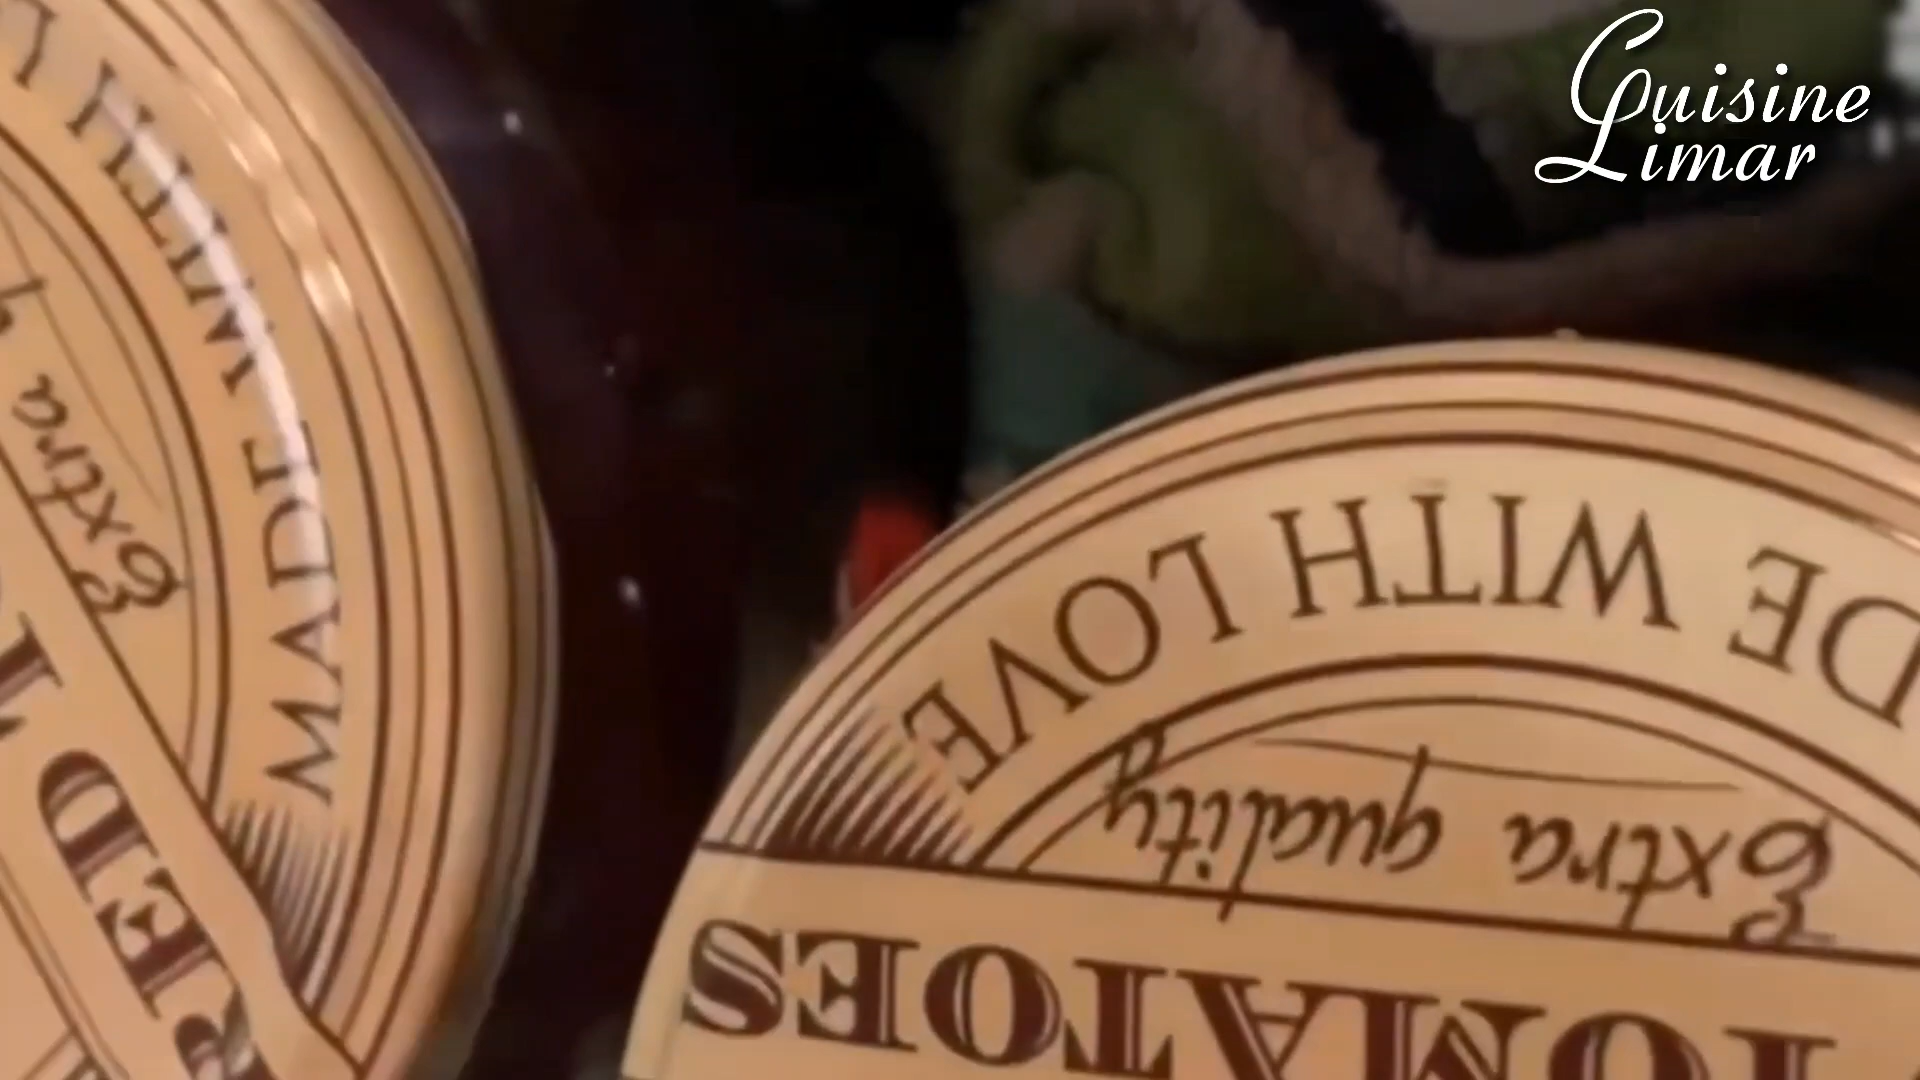 Cuisine
Limar
MADE WITH
Extra
RED
DE WITH LOVE
Extra quality
TOMATOES